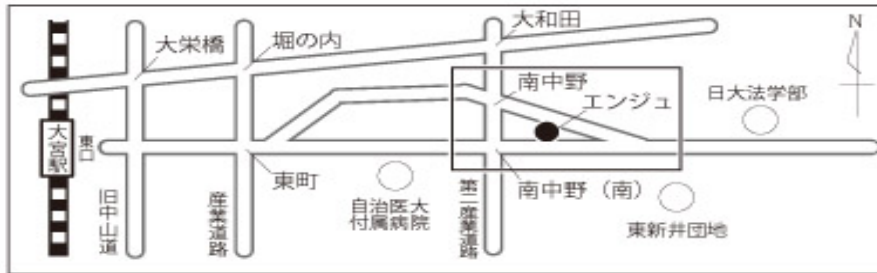 大栄橋
堀の内
大和田
N
南中野
エンジュ
日大法学部
大宮駅
東口
東町
南中野（南）
自治医大
付属病院
東新井団地
旧中山道
産業道路
第二産業道路